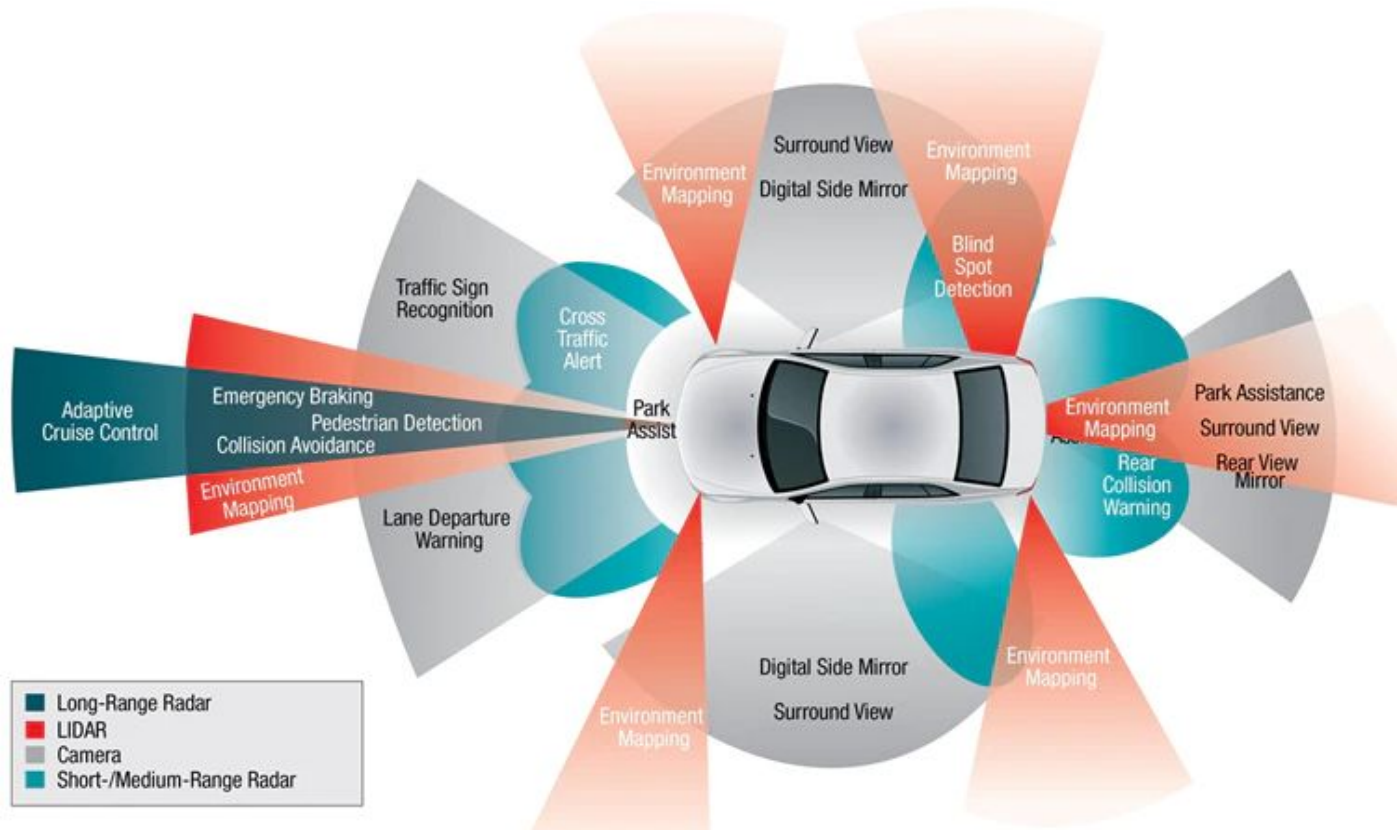 Environment
Mapping
Surround View
Digital Side Mirror
Environment
Mapping
Blind
Spot
Detection
Traffic Sign
Recognition
Cross
Traffic
Alert
Adaptive
Cruise Control
Emergency Braking
Pedestrian Detection
Collision Avoidance
Environment
Mapping
Lane Departure
Warning
Park
Assist
Environment
Mapping
Rear
Collision
Warning
Park Assistance
Surround View
Rear View
Mirror
Environment
Mapping
Digital Side Mirror
Surround View
Environment
Mapping
Long-Range Radar
LIDAR
Camera
Short-/Medium-Range Radar